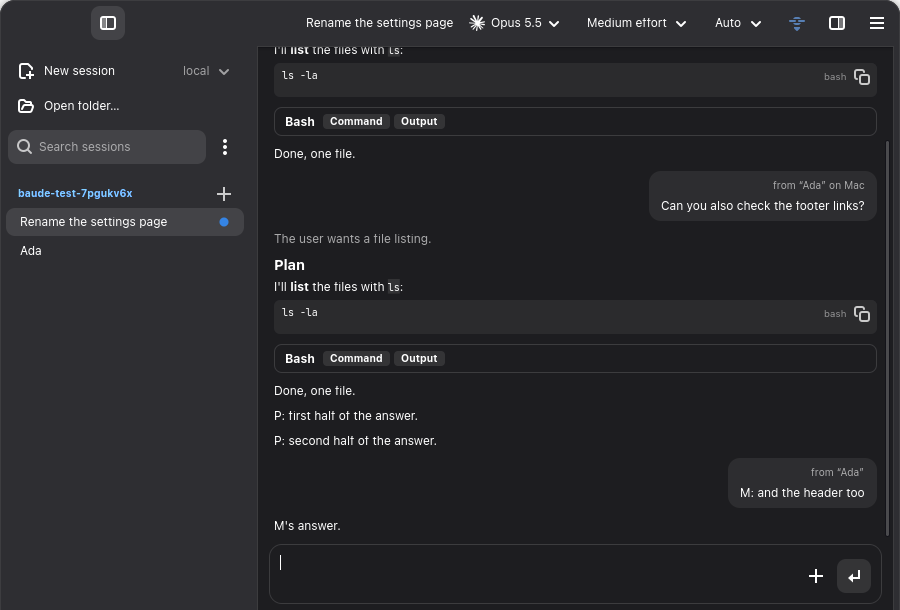 Rename the settings page
Opus 5.5
Medium effort
Auto
New session
local
Open folder...
Search sessions
baude-test-7pgukv6x
Rename the settings page
Ada
I'll list the files with ls:
ls -la
bash
Bash Command Output
Done, one file.
from “Ada” on Mac
Can you also check the footer links?
The user wants a file listing.
Plan
I'll list the files with ls:
ls -la
bash
Bash Command Output
Done, one file.
P: first half of the answer.
P: second half of the answer.
from “Ada”
M: and the header too
M's answer.